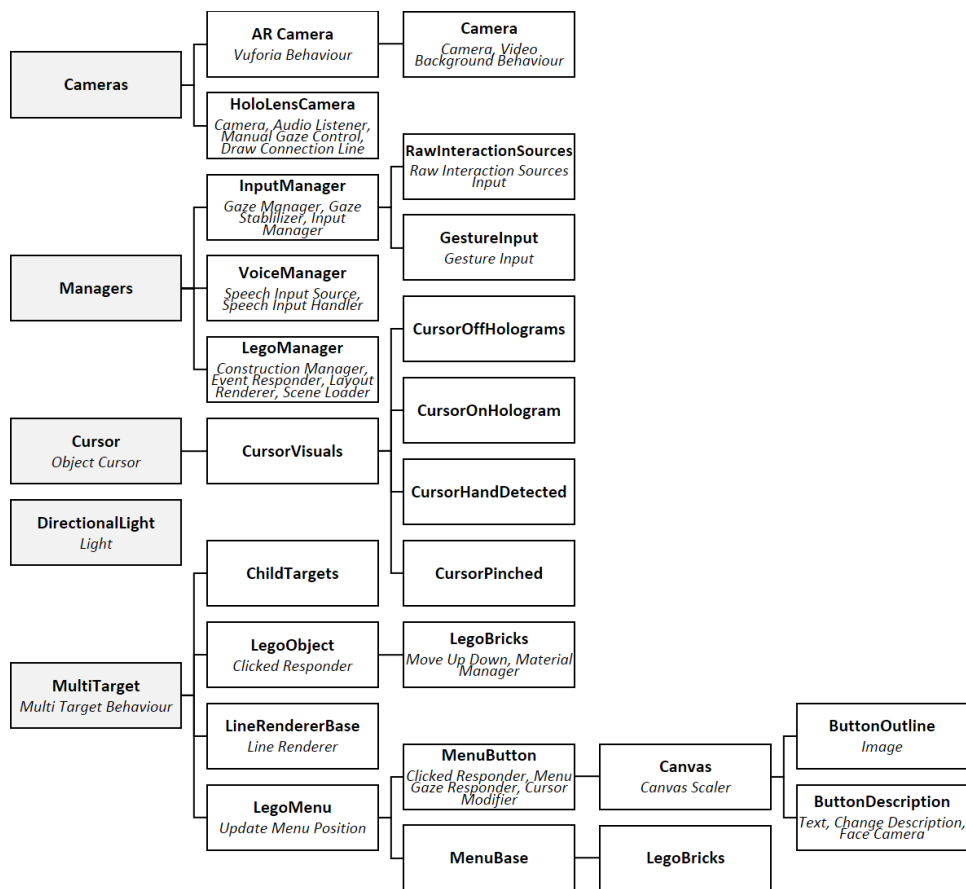 AR Camera
Vuforia Behaviour
Camera
Camera, Video
Background Behaviour
Cameras
HoloLensCamera
Camera, Audio Listener,
Manual Gaze Control,
Draw Connection Line
RawInteractionSources
Raw Interaction Sources
Input
InputManager
Gaze Manager, Gaze
Stablilizer, Input
Manager
GestureInput
Gesture Input
Managers
VoiceManager
Speech Input Source,
Speech Input Handler
CursorOffHolograms
LegoManager
Construction Manager,
Event Responder, Layout
Renderer, Scene Loader
CursorOnHologram
Cursor
Object Cursor
CursorVisuals
CursorHandDetected
DirectionalLight
Light
ChildTargets
CursorPinched
LegoObject
Clicked Responder
LegoBricks
Move Up Down, Material
Manager
MultiTarget
Multi Target Behaviour
LineRendererBase
Line Renderer
ButtonOutline
Image
MenuButton
Clicked Responder, Menu
Gaze Responder, Cursor
Modifier
Canvas
Canvas Scaler
LegoMenu
Update Menu Position
ButtonDescription
Text, Change Description,
Face Camera
MenuBase
LegoBricks